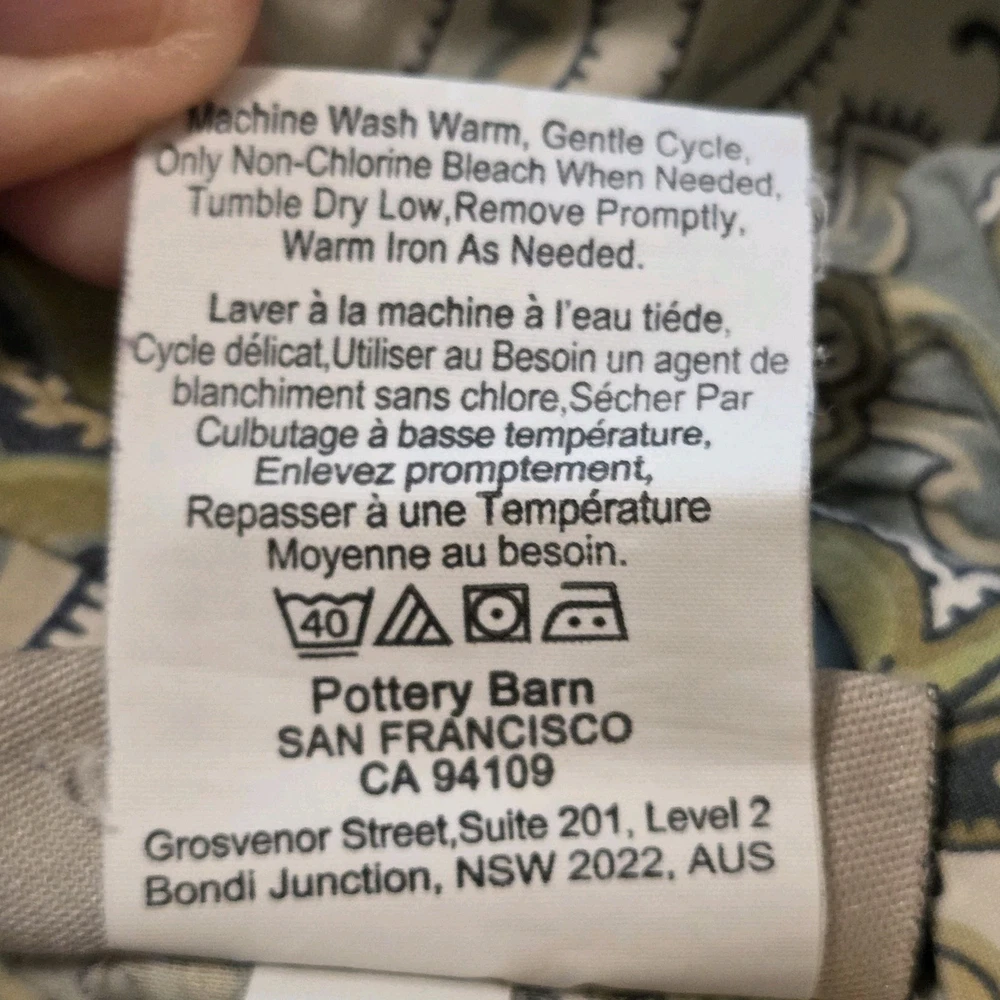 Machine Wash Warm, Gentle Cycle,
Only Non-Chlorine Bleach When Needed,
Tumble Dry Low,Remove Promptly,
Warm Iron As Needed.
Laver à la machine à l'eau tiéde,
Cycle délicat,Utiliser au Besoin un agent de
blanchiment sans chlore,Sécher Par
Culbutage à basse température,
Enlevez promptement,
Repasser à une Température
Moyenne au besoin.
40
Pottery Barn
SAN FRANCISCO
CA 94109
Grosvenor Street,Suite 201, Level 2
Bondi Junction, NSW 2022, AUS